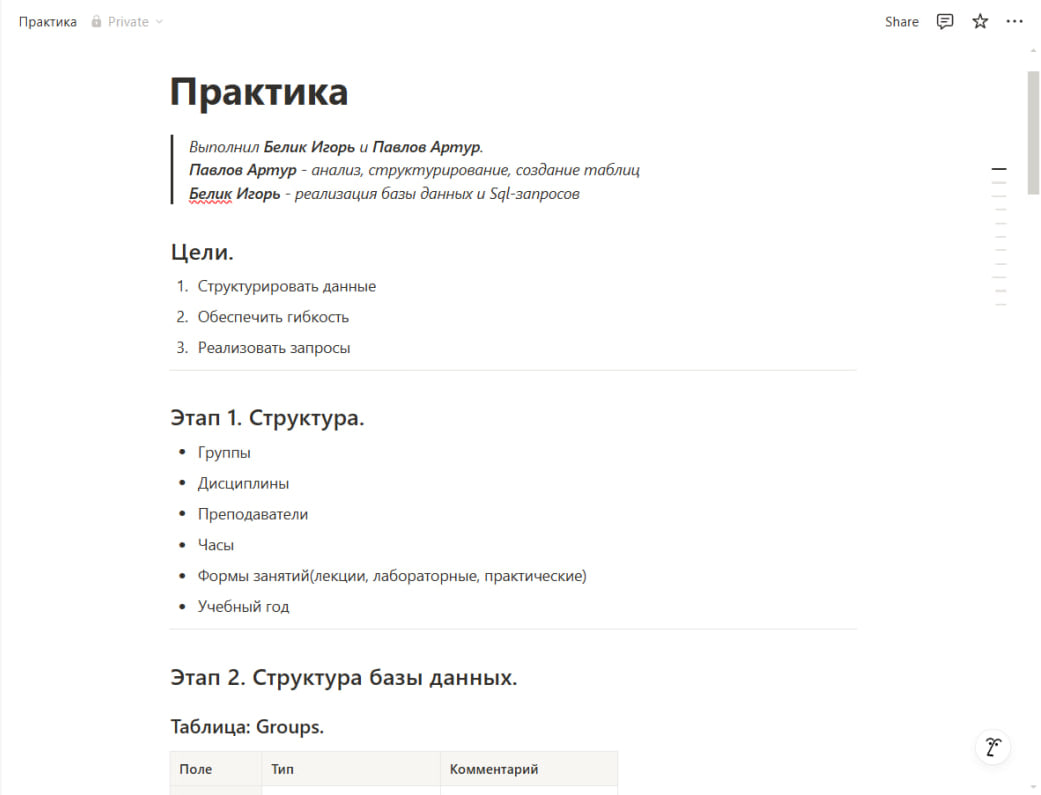 Практика Private Share
Практика
Выполнил Белик Игорь и Павлов Артур.
Павлов Артур - анализ, структурирование, создание таблиц
Белик Игорь - реализация базы данных и Sql-запросов
Цели.
1. Структурировать данные
2. Обеспечить гибкость
3. Реализовать запросы
Этап 1. Структура.
• Группы
• Дисциплины
• Преподаватели
• Часы
• Формы занятий(лекции, лабораторные, практические)
• Учебный год
Этап 2. Структура базы данных.
Таблица: Groups.
Поле Тип Комментарий